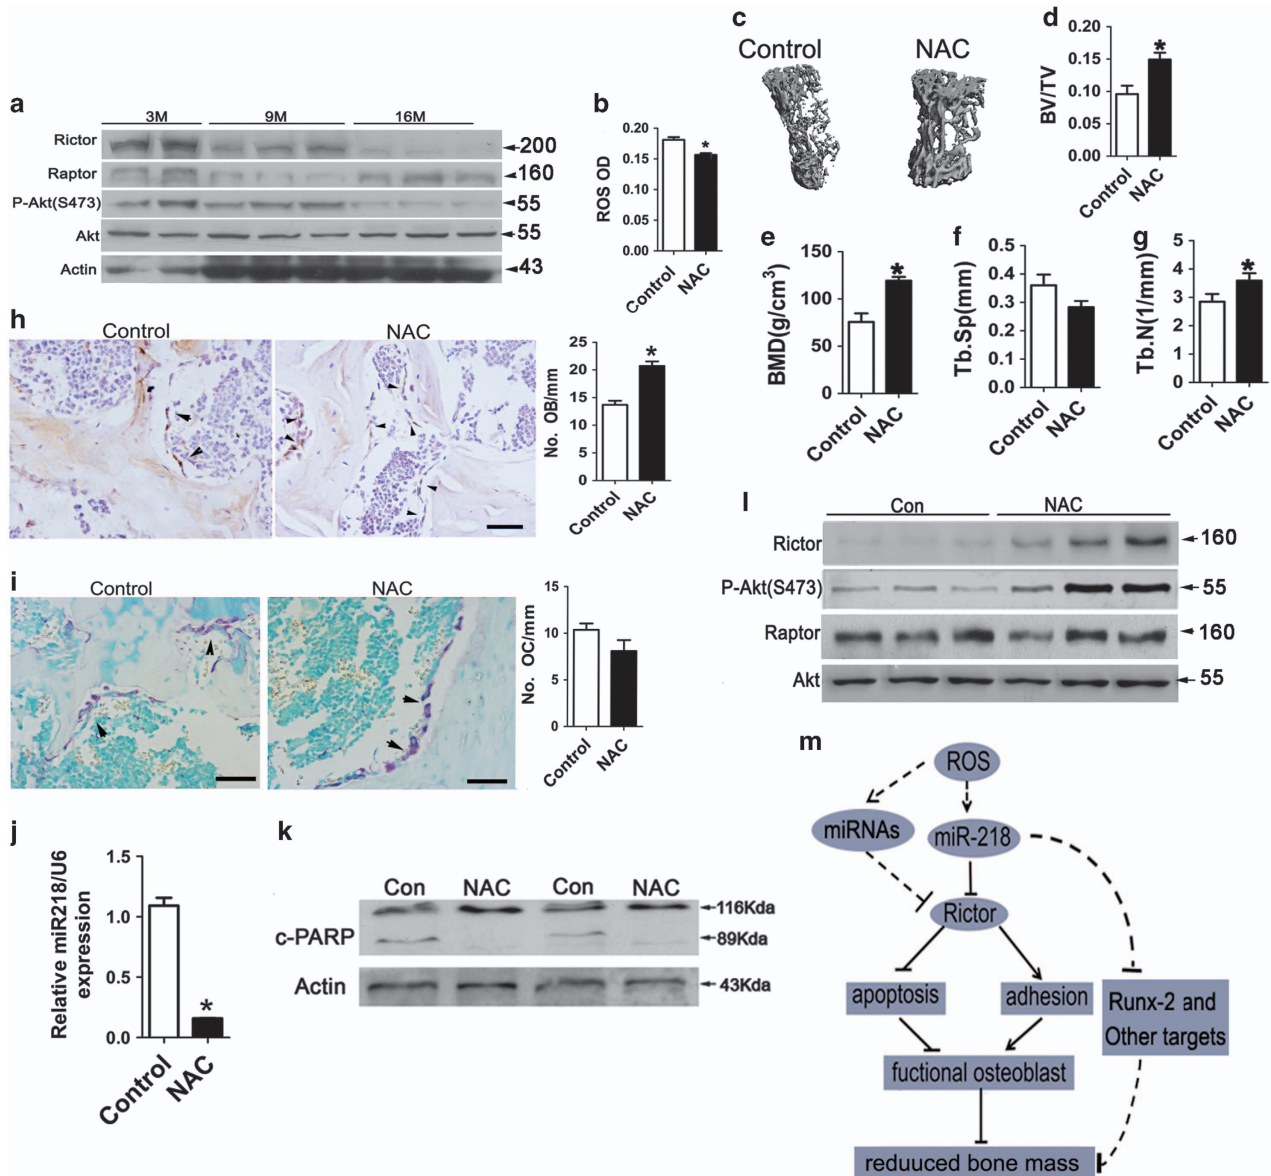 a
3M 9M 16M
Rictor 200
Raptor 160
P-Akt(S473) 55
Akt 55
Actin 43
b
ROS OD
0.20
0.15
0.10
0.05
0.00
*
Control NAC
c
Control NAC
d
BV/TV
0.20
0.15
0.10
0.05
0.00
*
Control NAC
e
BMD(g/cm³)
150
100
50
0
*
Control NAC
f
Tb.Sp(mm)
0.5
0.4
0.3
0.2
0.1
0.0
Control NAC
g
Tb.N(1/mm)
5
4
3
2
1
0
*
Control NAC
h
Control NAC
No. OB/mm
25
20
15
10
5
0
*
Control NAC
i
Control NAC
No. OC/mm
15
10
5
0
Control NAC
j
Relative miR218/U6
expression
1.5
1.0
0.5
0.0
*
Control NAC
k
Con NAC Con NAC
116Kda
c-PARP 89Kda
Actin 43Kda
l
Con NAC
Rictor 160
P-Akt(S473) 55
Raptor 160
Akt 55
m
ROS
miRNAs miR-218
Rictor
apoptosis adhesion
Runx-2 and
Other targets
fuctional osteoblast
reduuced bone mass